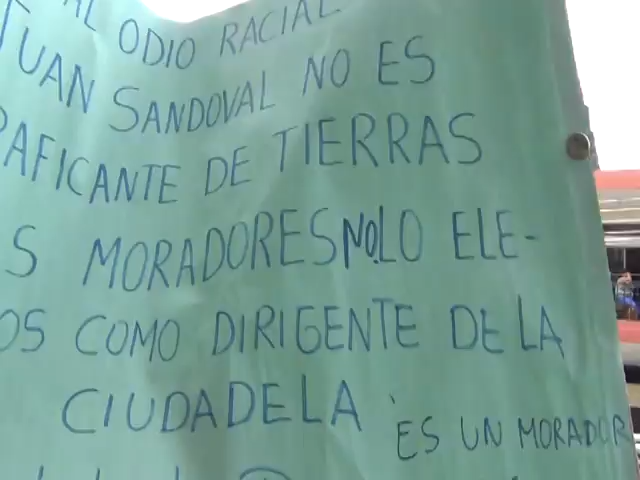 AL ODIO RACIAL
JUAN SANDOVAL NO ES
AFICANTE DE TIERRAS
S MORADORES NO LO ELE-
OS COMO DIRIGENTE DE LA
CIUDADELA ES UN MORADOR